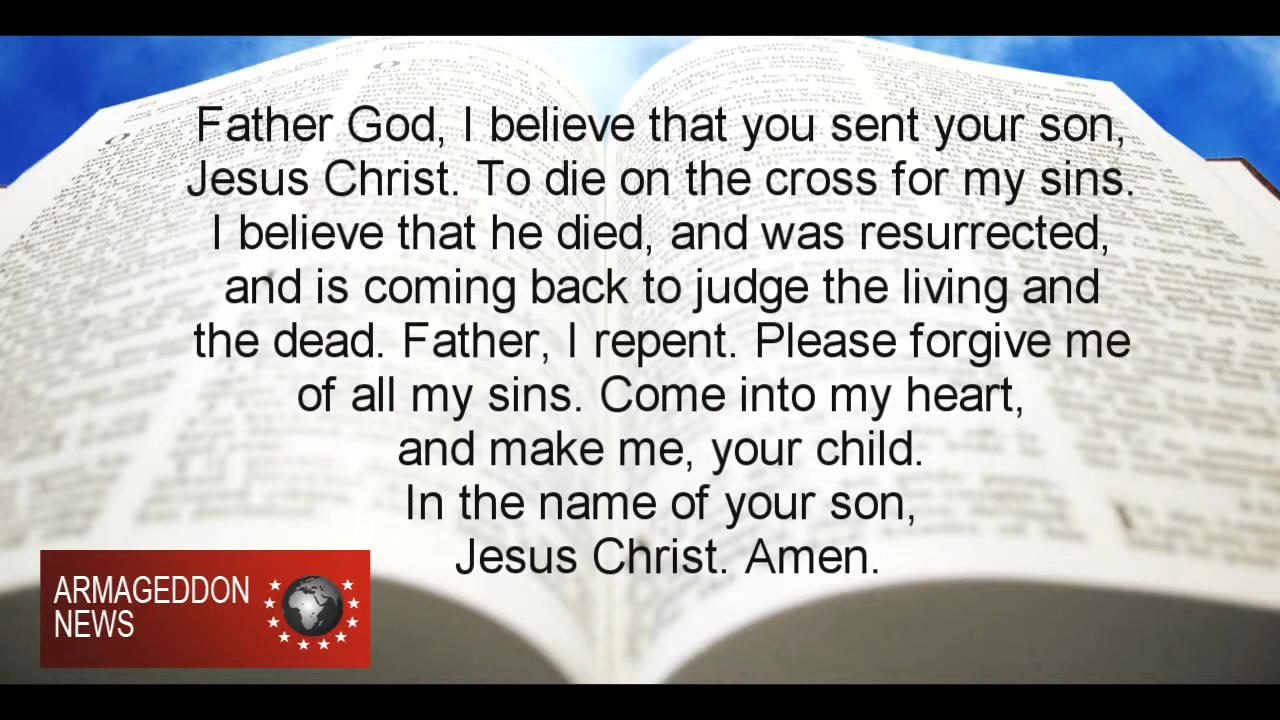 Father God, I believe that you sent your son,
Jesus Christ. To die on the cross for my sins.
I believe that he died, and was resurrected,
and is coming back to judge the living and
the dead. Father, I repent. Please forgive me
of all my sins. Come into my heart,
and make me, your child.
In the name of your son,
Jesus Christ. Amen.
ARMAGEDDON
NEWS